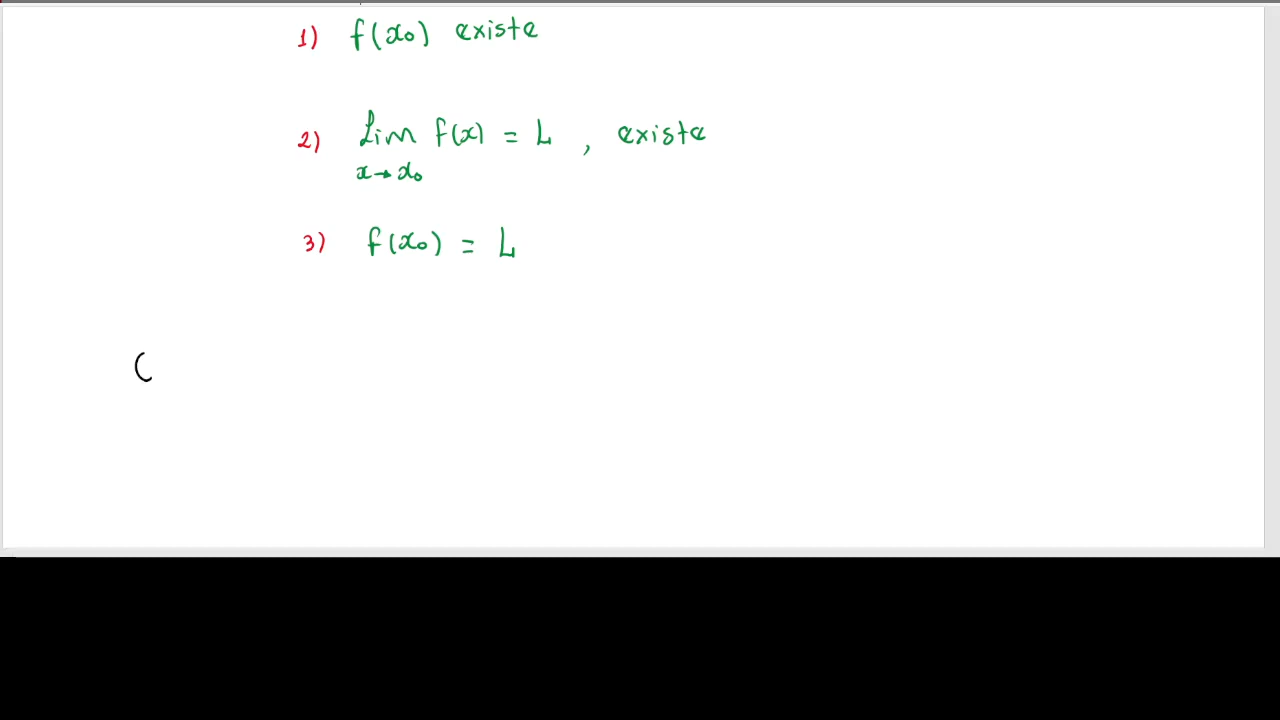 1) f(x₀) existe
2) Lim f(x) = L , existe
x→x₀
3) f(x₀) = L
(